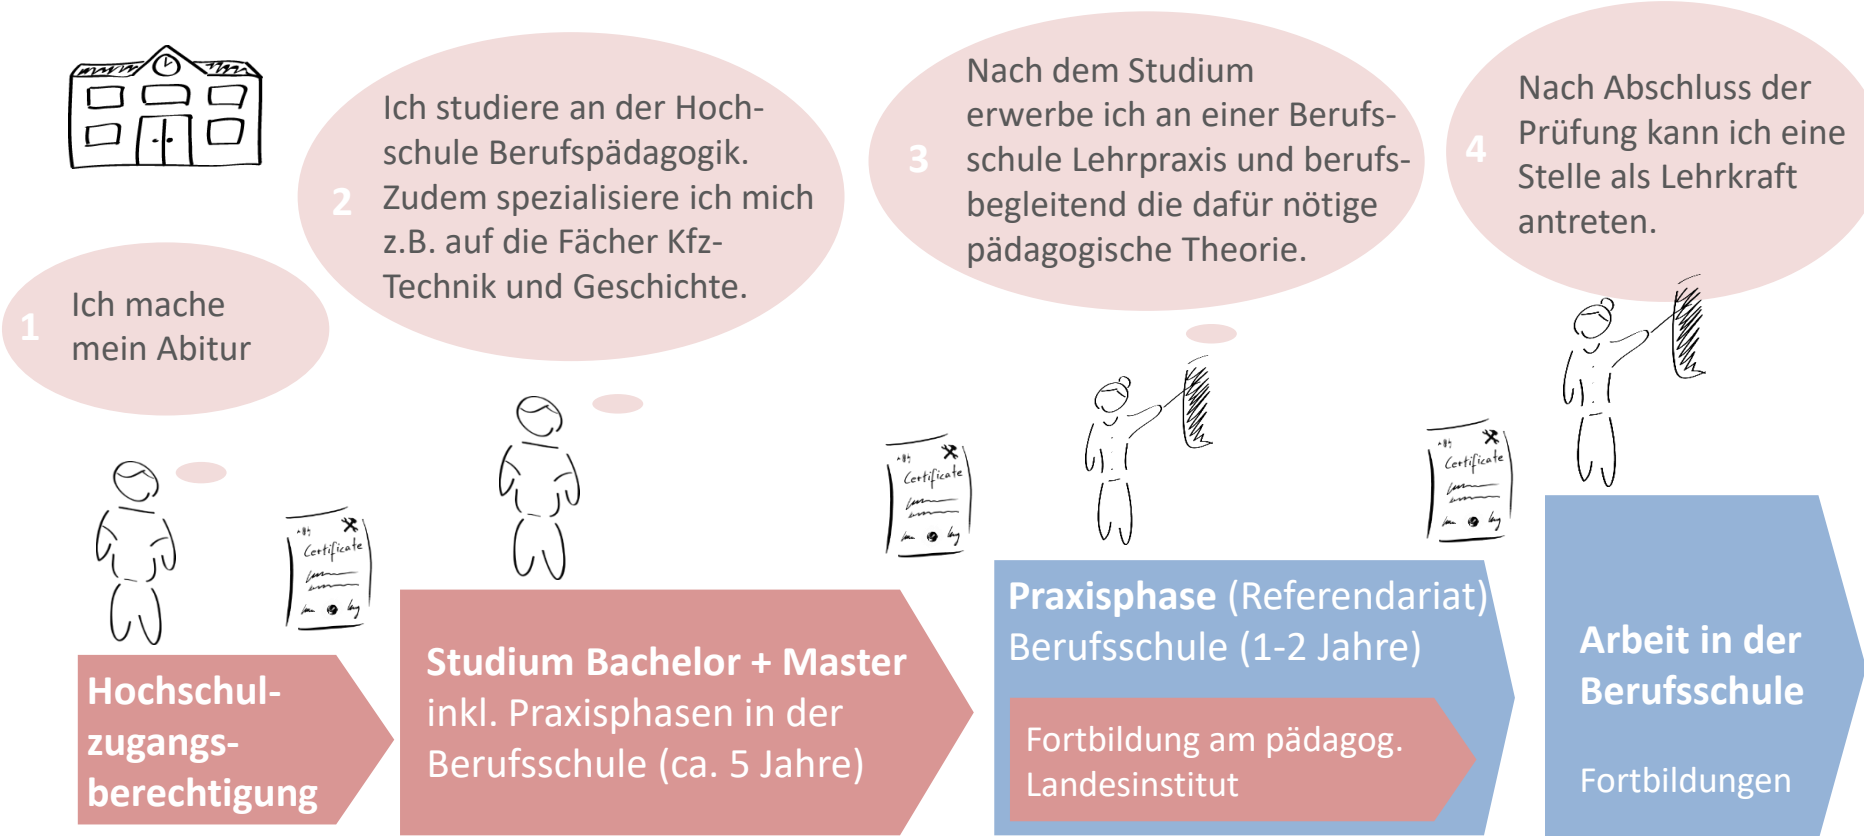 1
Ich mache
mein Abitur
2
Ich studiere an der Hoch-
schule Berufspädagogik.
Zudem spezialisiere ich mich
z.B. auf die Fächer Kfz-
Technik und Geschichte.
3
Nach dem Studium
erwerbe ich an einer Berufs-
schule Lehrpraxis und berufs-
begleitend die dafür nötige
pädagogische Theorie.
4
Nach Abschluss der
Prüfung kann ich eine
Stelle als Lehrkraft
antreten.
Certificate
Certificate
Certificate
Hochschul-
zugangs-
berechtigung
Studium Bachelor + Master
inkl. Praxisphasen in der
Berufsschule (ca. 5 Jahre)
Praxisphase (Referendariat)
Berufsschule (1-2 Jahre)
Fortbildung am pädagog.
Landesinstitut
Arbeit in der
Berufsschule
Fortbildungen